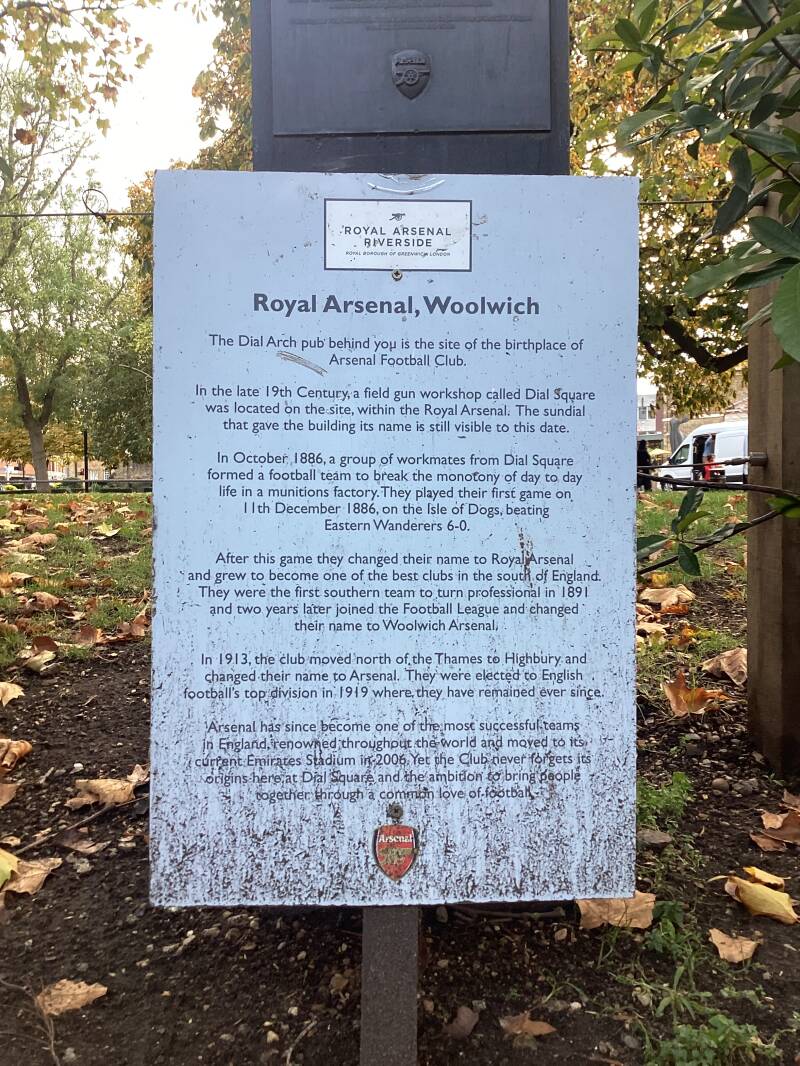 Arsenal
ROYAL ARSENAL
RIVERSIDE
ROYAL BOROUGH OF GREENWICH LONDON
Royal Arsenal, Woolwich
The Dial Arch pub behind you is the site of the birthplace of
Arsenal Football Club.
In the late 19th Century, a field gun workshop called Dial Square
was located on the site, within the Royal Arsenal. The sundial
that gave the building its name is still visible to this date.
In October 1886, a group of workmates from Dial Square
formed a football team to break the monotony of day to day
life in a munitions factory. They played their first game on
11th December 1886, on the Isle of Dogs, beating
Eastern Wanderers 6-0.
After this game they changed their name to Royal Arsenal
and grew to become one of the best clubs in the south of England.
They were the first southern team to turn professional in 1891
and two years later joined the Football League and changed
their name to Woolwich Arsenal.
In 1913, the club moved north of the Thames to Highbury and
changed their name to Arsenal. They were elected to English
football's top division in 1919 where they have remained ever since.
Arsenal has since become one of the most successful teams
in England, renowned throughout the world and moved to its
current Emirates Stadium in 2006. Yet the Club never forgets its
origins here at Dial Square and the ambition to bring people
together through a common love of football.
Arsenal